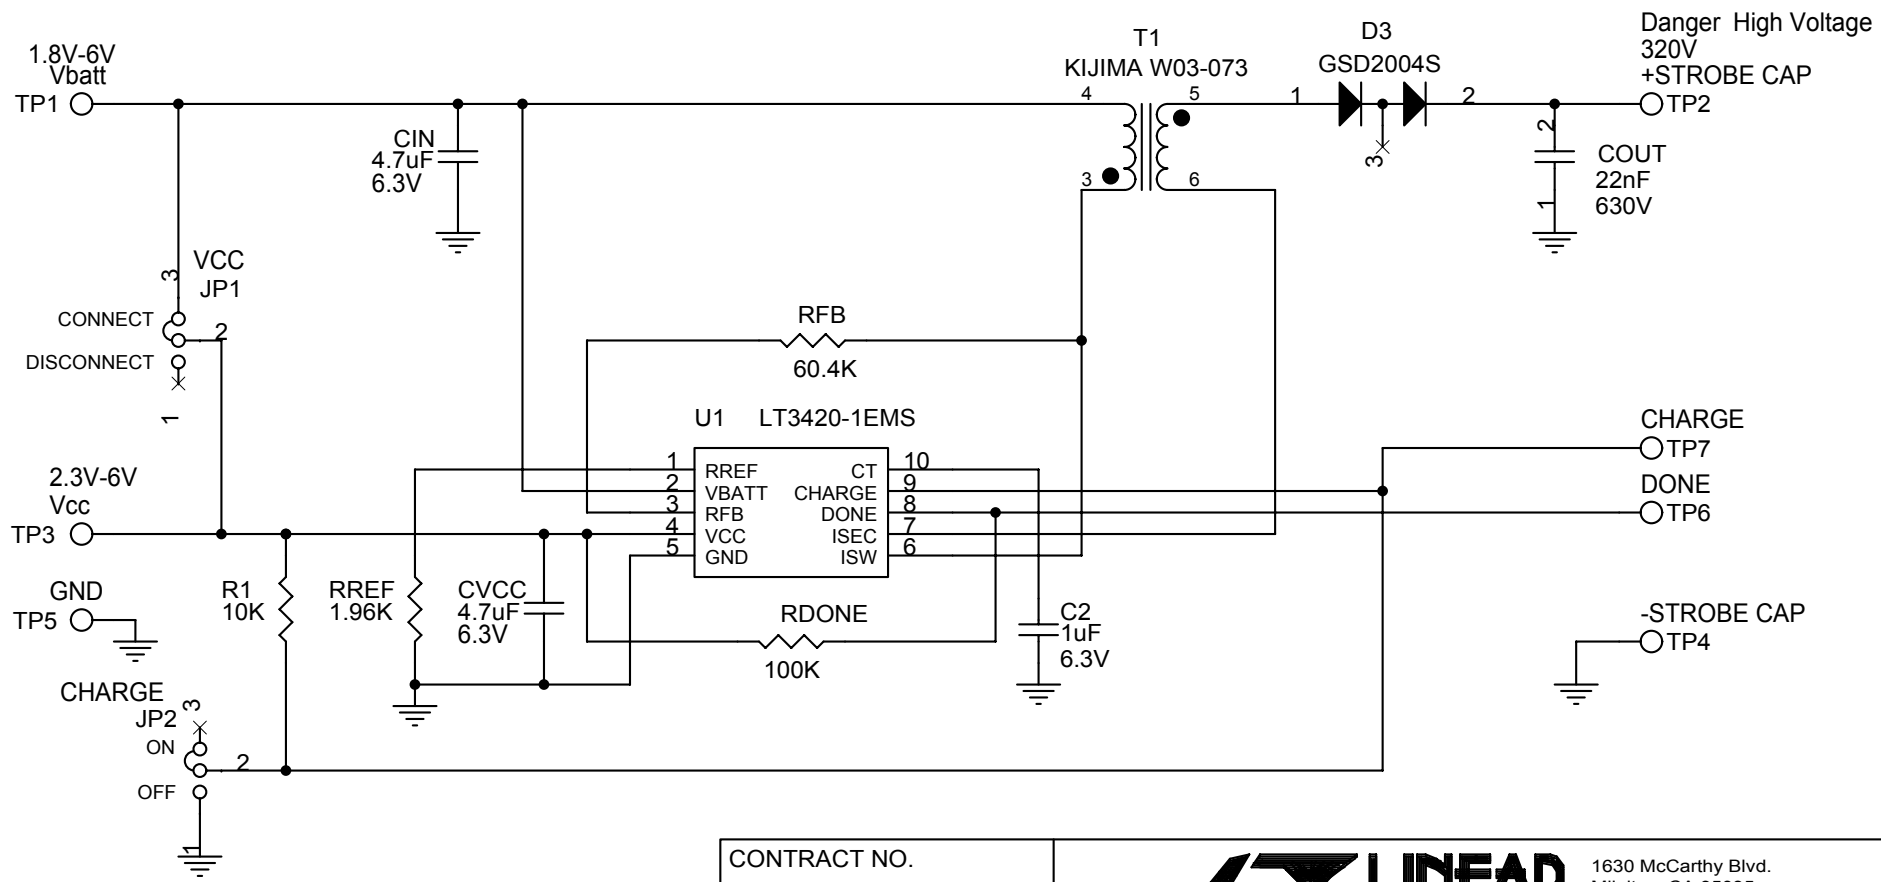 1.8V-6V
Vbatt
TP1
CIN
4.7uF
6.3V
T1
KIJIMA W03-073
4
5
3
6
D3
GSD2004S
1
2
3
Danger High Voltage
320V
+STROBE CAP
TP2
2
COUT
22nF
630V
1
3
VCC
JP1
CONNECT
2
DISCONNECT
1
RFB
60.4K
U1 LT3420-1EMS
1 RREF CT 10
2 VBATT CHARGE 9
3 RFB DONE 8
4 VCC ISEC 7
5 GND ISW 6
CHARGE
TP7
DONE
TP6
2.3V-6V
Vcc
TP3
GND
TP5
R1
10K
RREF
1.96K
CVCC
4.7uF
6.3V
RDONE
100K
C2
1uF
6.3V
-STROBE CAP
TP4
CHARGE
JP2
3
ON
2
OFF
1
CONTRACT NO.
LINEAR
1630 McCarthy Blvd.